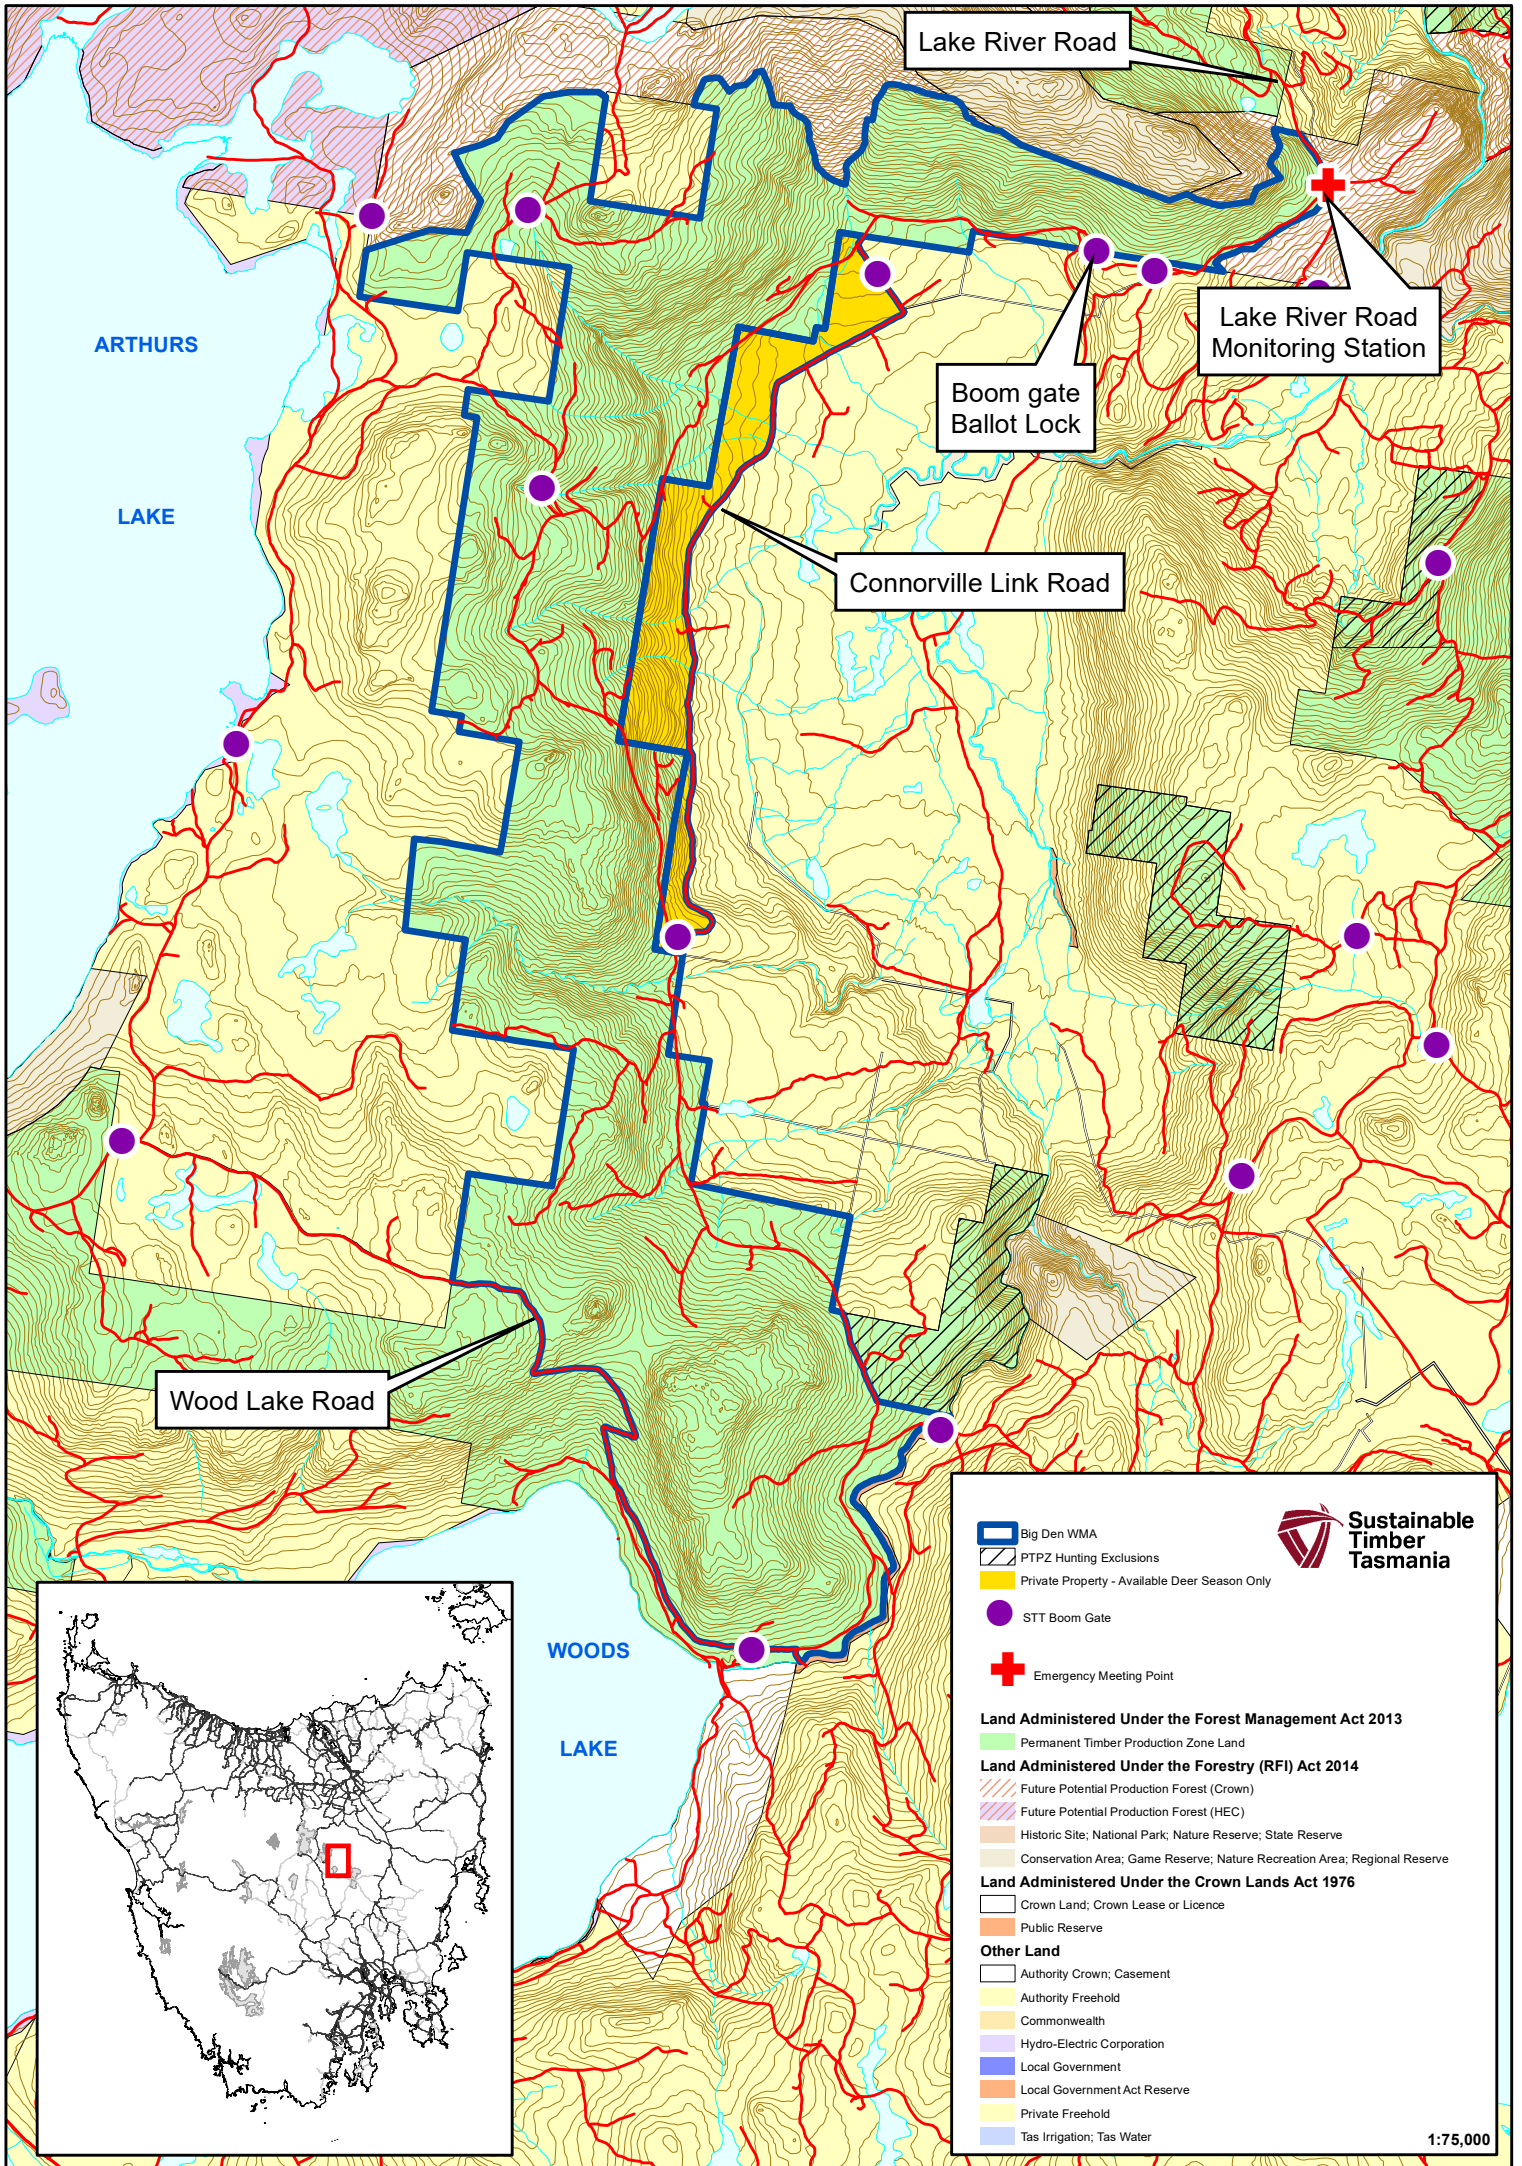 Lake River Road
Lake River Road
Monitoring Station
ARTHURS
LAKE
Boom gate
Ballot Lock
Connorville Link Road
Wood Lake Road
WOODS
LAKE
Sustainable
Timber
Tasmania
Big Den WMA
PTPZ Hunting Exclusions
Private Property - Available Deer Season Only
STT Boom Gate
Emergency Meeting Point
Land Administered Under the Forest Management Act 2013
Permanent Timber Production Zone Land
Land Administered Under the Forestry (RFI) Act 2014
Future Potential Production Forest (Crown)
Future Potential Production Forest (HEC)
Historic Site; National Park; Nature Reserve; State Reserve
Conservation Area; Game Reserve; Nature Recreation Area; Regional Reserve
Land Administered Under the Crown Lands Act 1976
Crown Land; Crown Lease or Licence
Public Reserve
Other Land
Authority Crown; Casement
Authority Freehold
Commonwealth
Hydro-Electric Corporation
Local Government
Local Government Act Reserve
Private Freehold
Tas Irrigation; Tas Water
1:75,000